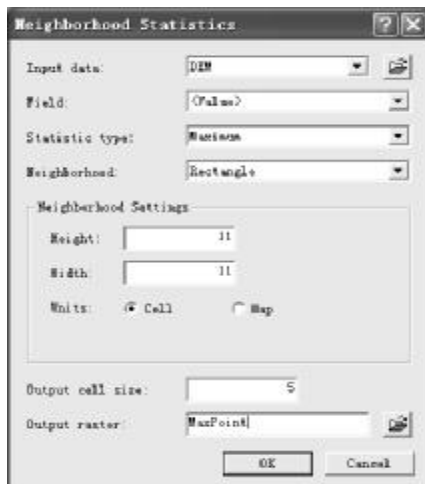 Neighborhood Statistics
Input data: DEM
Field: <Value>
Statistic type: Maximum
Neighborhood: Rectangle
Neighborhood Settings
Height: 11
Width: 11
Units: Cell Map
Output cell size: 5
Output raster: MaxPoint
OK Cancel